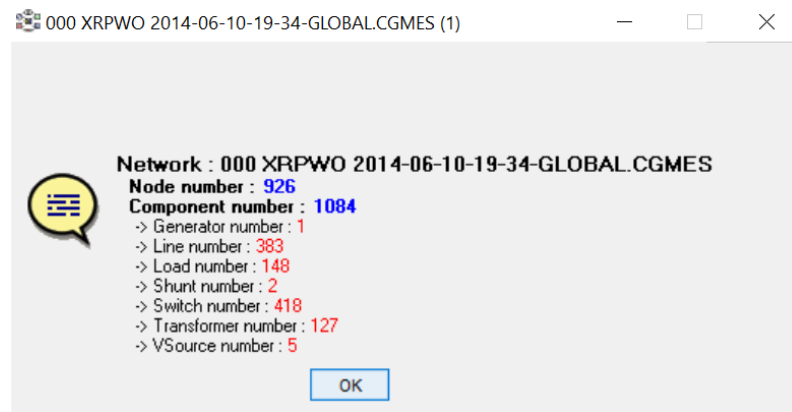 000 XRPWO 2014-06-10-19-34-GLOBAL.CGMES (1)
Network : 000 XRPWO 2014-06-10-19-34-GLOBAL.CGMES
Node number : 926
Component number : 1084
-> Generator number : 1
-> Line number : 383
-> Load number : 148
-> Shunt number : 2
-> Switch number : 418
-> Transformer number : 127
-> VSource number : 5
OK